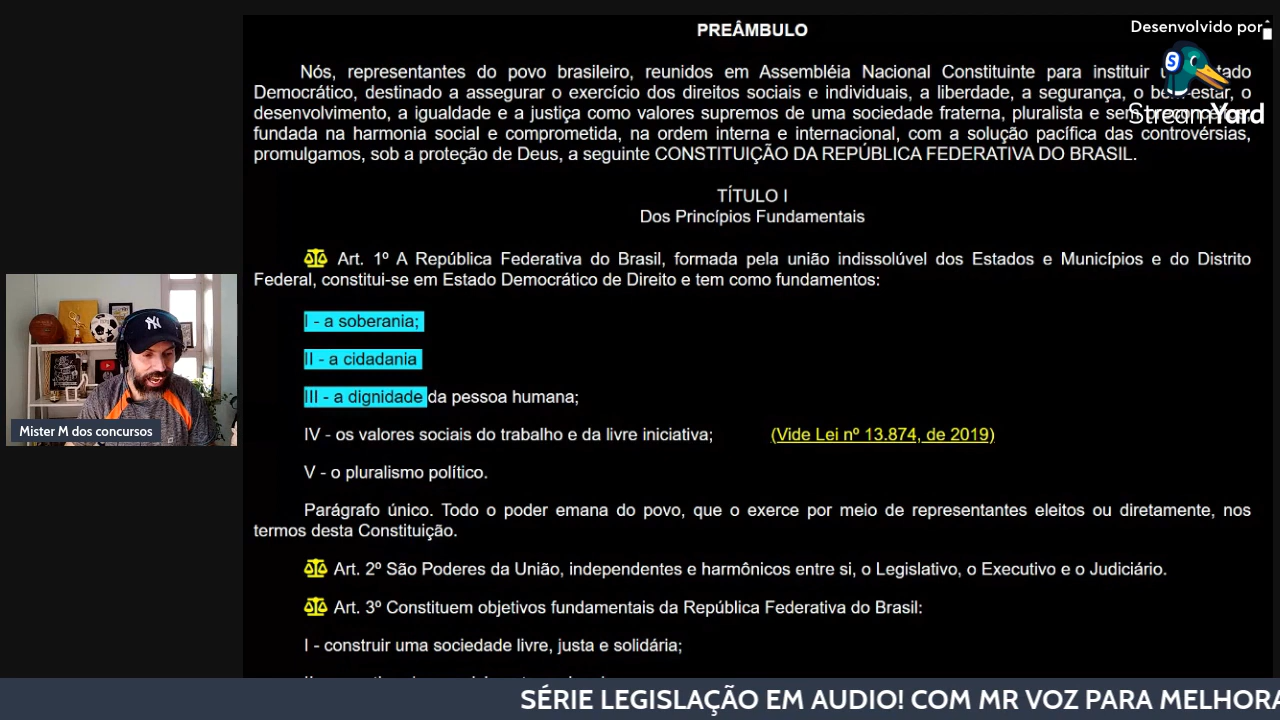 PREÂMBULO
Desenvolvido por
StreamYard
Nós, representantes do povo brasileiro, reunidos em Assembléia Nacional Constituinte para instituir
Democrático, destinado a assegurar o exercício dos direitos sociais e individuais, a liberdade, a segurança, o bem-estar, o
desenvolvimento, a igualdade e a justiça como valores supremos de uma sociedade fraterna, pluralista e sem
fundada na harmonia social e comprometida, na ordem interna e internacional, com a solução pacífica das controvérsias,
promulgamos, sob a proteção de Deus, a seguinte CONSTITUIÇÃO DA REPÚBLICA FEDERATIVA DO BRASIL.
TÍTULO I
Dos Princípios Fundamentais
Art. 1º A República Federativa do Brasil, formada pela união indissolúvel dos Estados e Municípios e do Distrito
Federal, constitui-se em Estado Democrático de Direito e tem como fundamentos:
I - a soberania;
II - a cidadania
III - a dignidade da pessoa humana;
IV - os valores sociais do trabalho e da livre iniciativa; (Vide Lei nº 13.874, de 2019)
V - o pluralismo político.
Parágrafo único. Todo o poder emana do povo, que o exerce por meio de representantes eleitos ou diretamente, nos
termos desta Constituição.
Art. 2º São Poderes da União, independentes e harmônicos entre si, o Legislativo, o Executivo e o Judiciário.
Art. 3º Constituem objetivos fundamentais da República Federativa do Brasil:
I - construir uma sociedade livre, justa e solidária;
Mister M dos concursos
SÉRIE LEGISLAÇÃO EM AUDIO! COM MR VOZ PARA MELHORA